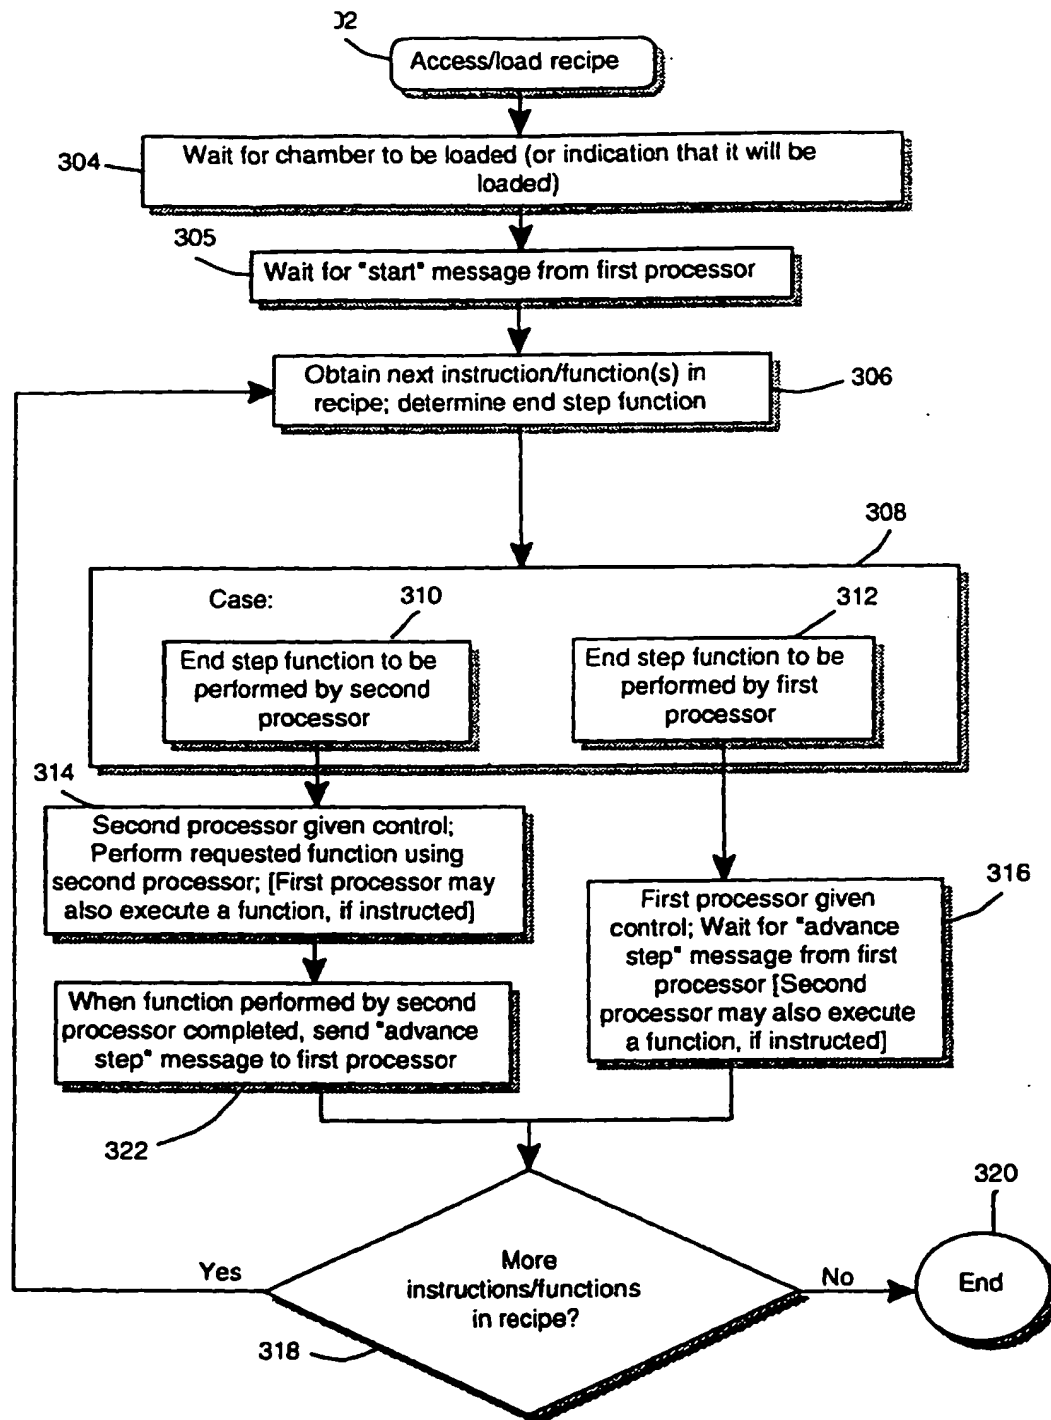 02
Access/load recipe
304
Wait for chamber to be loaded (or indication that it will be
loaded)
305
Wait for "start" message from first processor
Obtain next instruction/function(s) in
recipe; determine end step function
306
308
Case:
310
312
End step function to be
performed by second
processor
End step function to be
performed by first
processor
314
Second processor given control;
Perform requested function using
second processor; [First processor may
also execute a function, if instructed]
316
First processor given
control; Wait for "advance
step" message from first
processor [Second
processor may also execute
a function, if instructed]
When function performed by second
processor completed, send "advance
step" message to first processor
322
320
Yes
More
instructions/functions
in recipe?
No
End
318